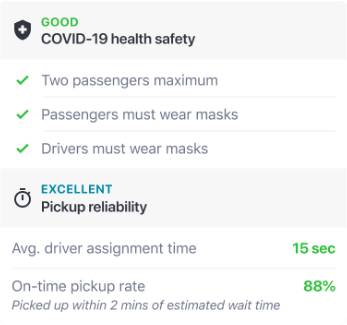 GOOD
COVID-19 health safety
Two passengers maximum
Passengers must wear masks
Drivers must wear masks
EXCELLENT
Pickup reliability
Avg. driver assignment time 15 sec
On-time pickup rate 88%
Picked up within 2 mins of estimated wait time